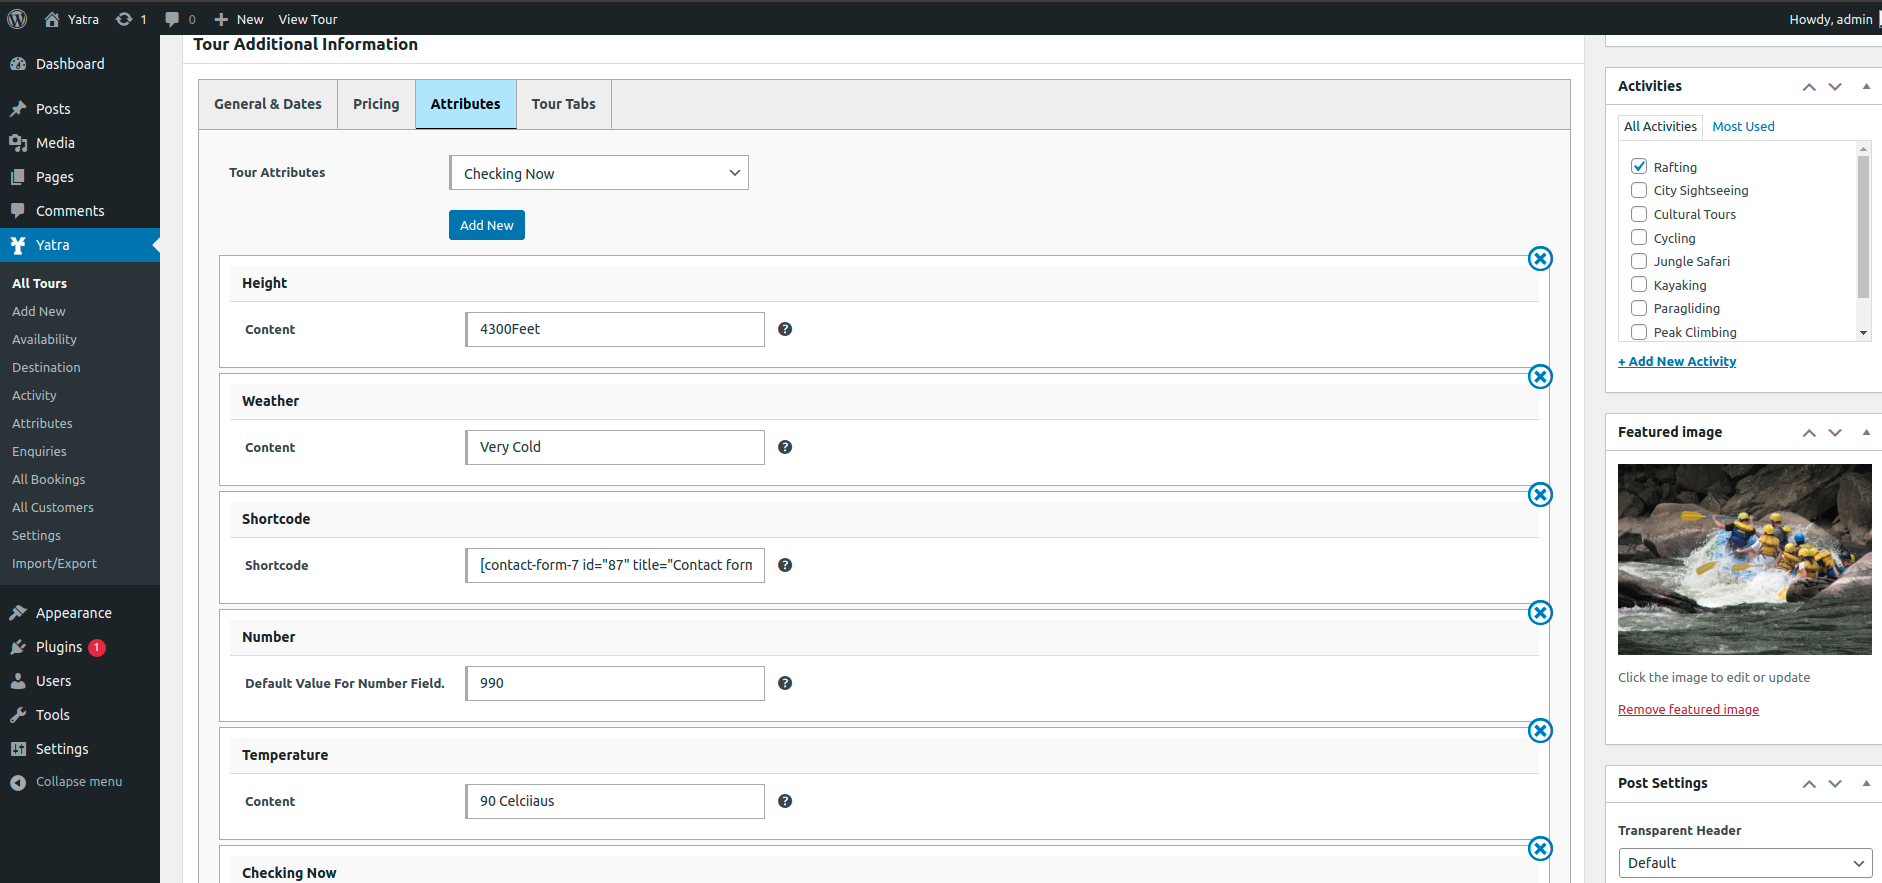 Yatra
1
0
New
View Tour
Howdy, admin
Dashboard
Posts
Media
Pages
Comments
Yatra
All Tours
Add New
Availability
Destination
Activity
Attributes
Enquiries
All Bookings
All Customers
Settings
Import/Export
Appearance
Plugins 1
Users
Tools
Settings
Collapse menu
Tour Additional Information
General & Dates
Pricing
Attributes
Tour Tabs
Tour Attributes
Checking Now
Add New
Height
Content
4300Feet
Weather
Content
Very Cold
Shortcode
Shortcode
[contact-form-7 id="87" title="Contact form
Number
Default Value For Number Field.
990
Temperature
Content
90 Celciiaus
Checking Now
Activities
All Activities
Most Used
Rafting
City Sightseeing
Cultural Tours
Cycling
Jungle Safari
Kayaking
Paragliding
Peak Climbing
+ Add New Activity
Featured image
Click the image to edit or update
Remove featured image
Post Settings
Transparent Header
Default